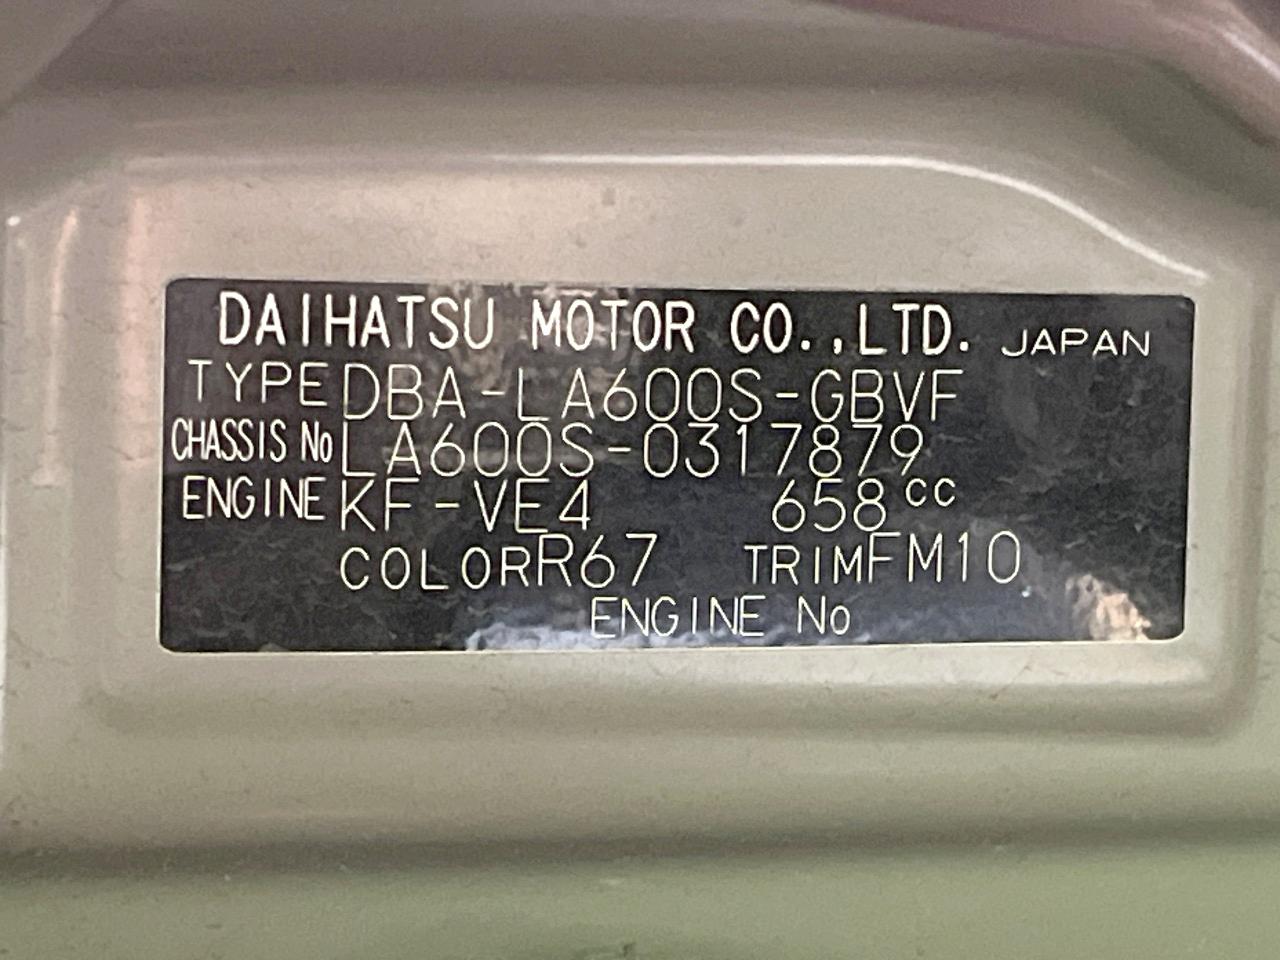 DAIHATSU MOTOR CO.,LTD. JAPAN
TYPE DBA-LA600S-GBVF
CHASSIS No LA600S-0317879
ENGINE KF-VE4 658cc
COLOR R67 TRIM FM10
ENGINE No